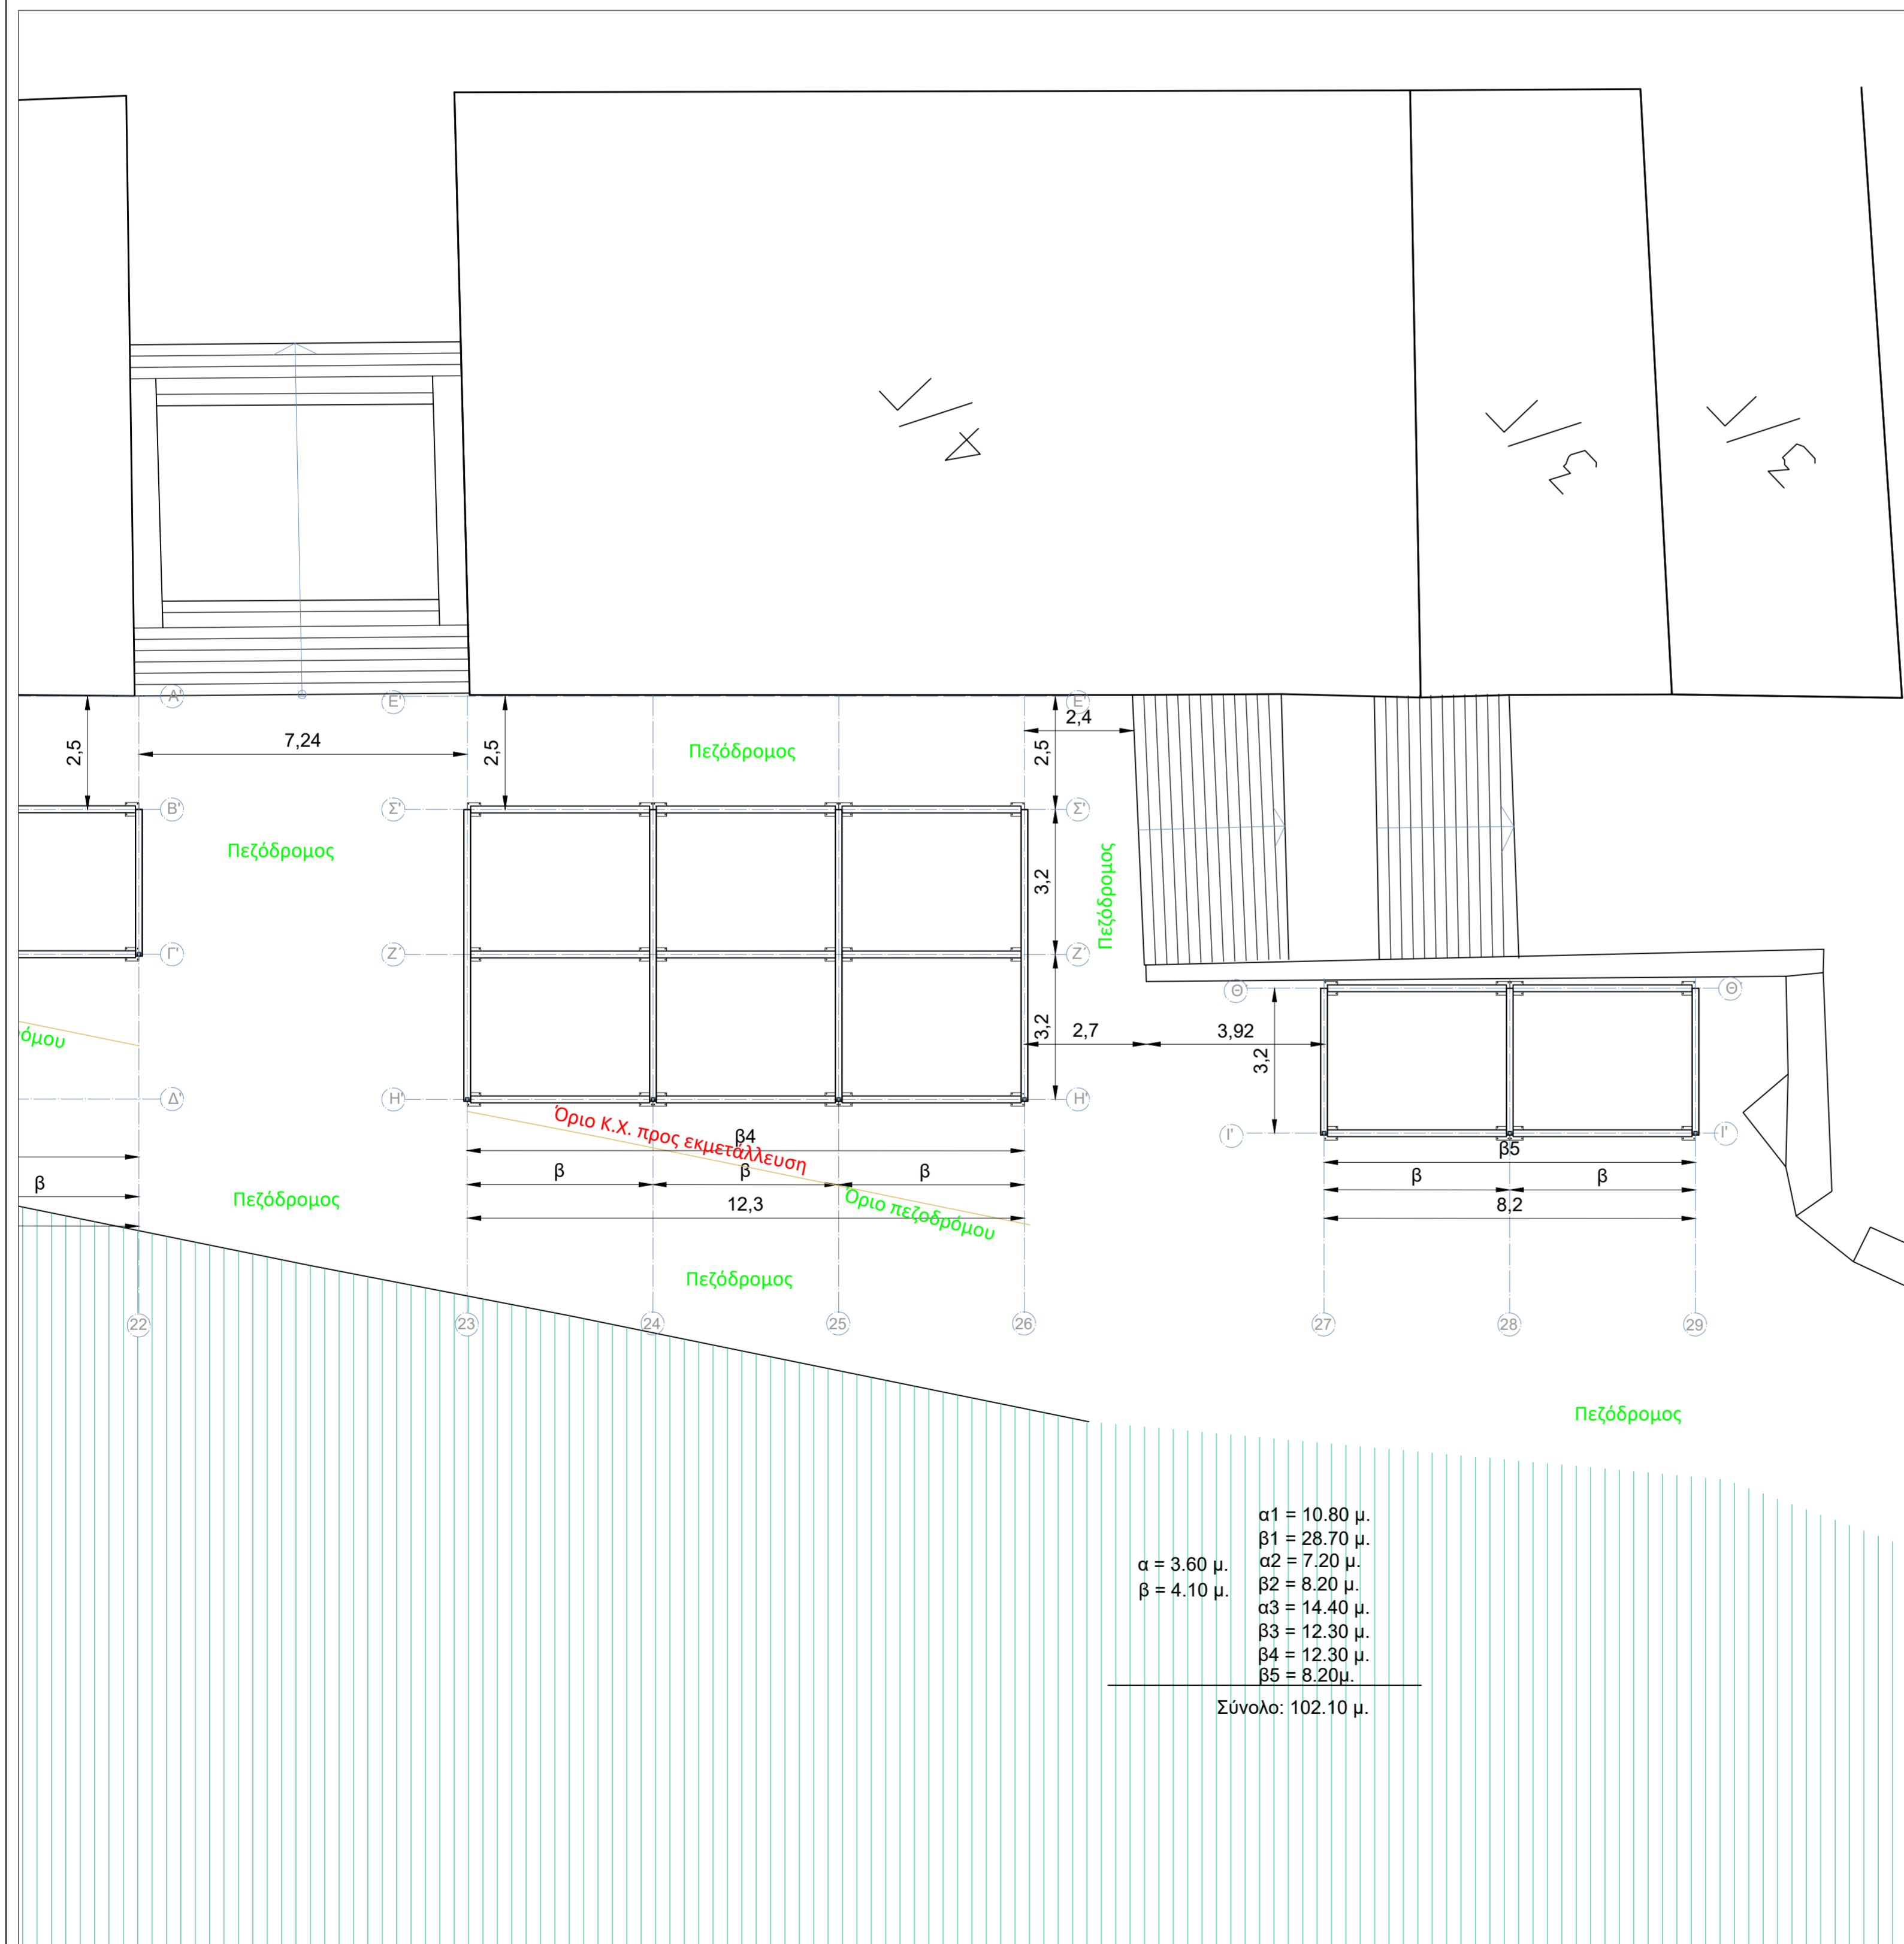 Γ/4
Γ/3
Γ/3
Α'
Ε'
Ε'
2,5
7,24
2,5
Πεζόδρομος
2,5
2,4
Β'
Σ'
Σ'
Πεζόδρομος
3,2
Πεζόδρομος
Γ'
Ζ'
Ζ'
Θ'
Θ'
όμου
3,2
2,7
3,92
3,2
Δ'
Η'
Η'
Όριο Κ.Χ. προς εκμετάλλευση
β4
Ι'
Ι'
β5
β
β
β
β
β
β
Πεζόδρομος
12,3
Όριο πεζοδρόμου
8,2
Πεζόδρομος
22
23
24
25
26
27
28
29
Πεζόδρομος
α = 3.60 μ.
β = 4.10 μ.
α1 = 10.80 μ.
β1 = 28.70 μ.
α2 = 7.20 μ.
β2 = 8.20 μ.
α3 = 14.40 μ.
β3 = 12.30 μ.
β4 = 12.30 μ.
β5 = 8.20μ.
Σύνολο: 102.10 μ.